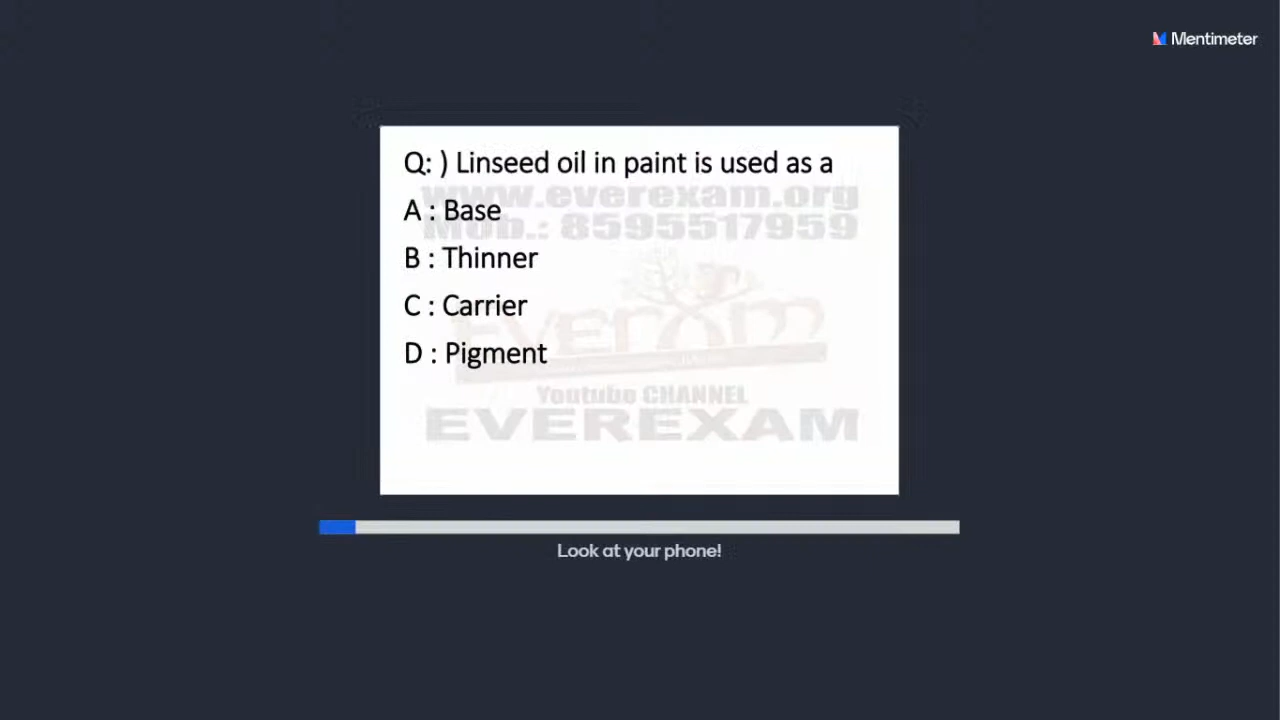 Mentimeter
Q: ) Linseed oil in paint is used as a
www.everexam.org
A : Base
Mob.: 8595517959
B : Thinner
C : Carrier
Everexam
D : Pigment
Youtube CHANNEL
EVEREXAM
Look at your phone!